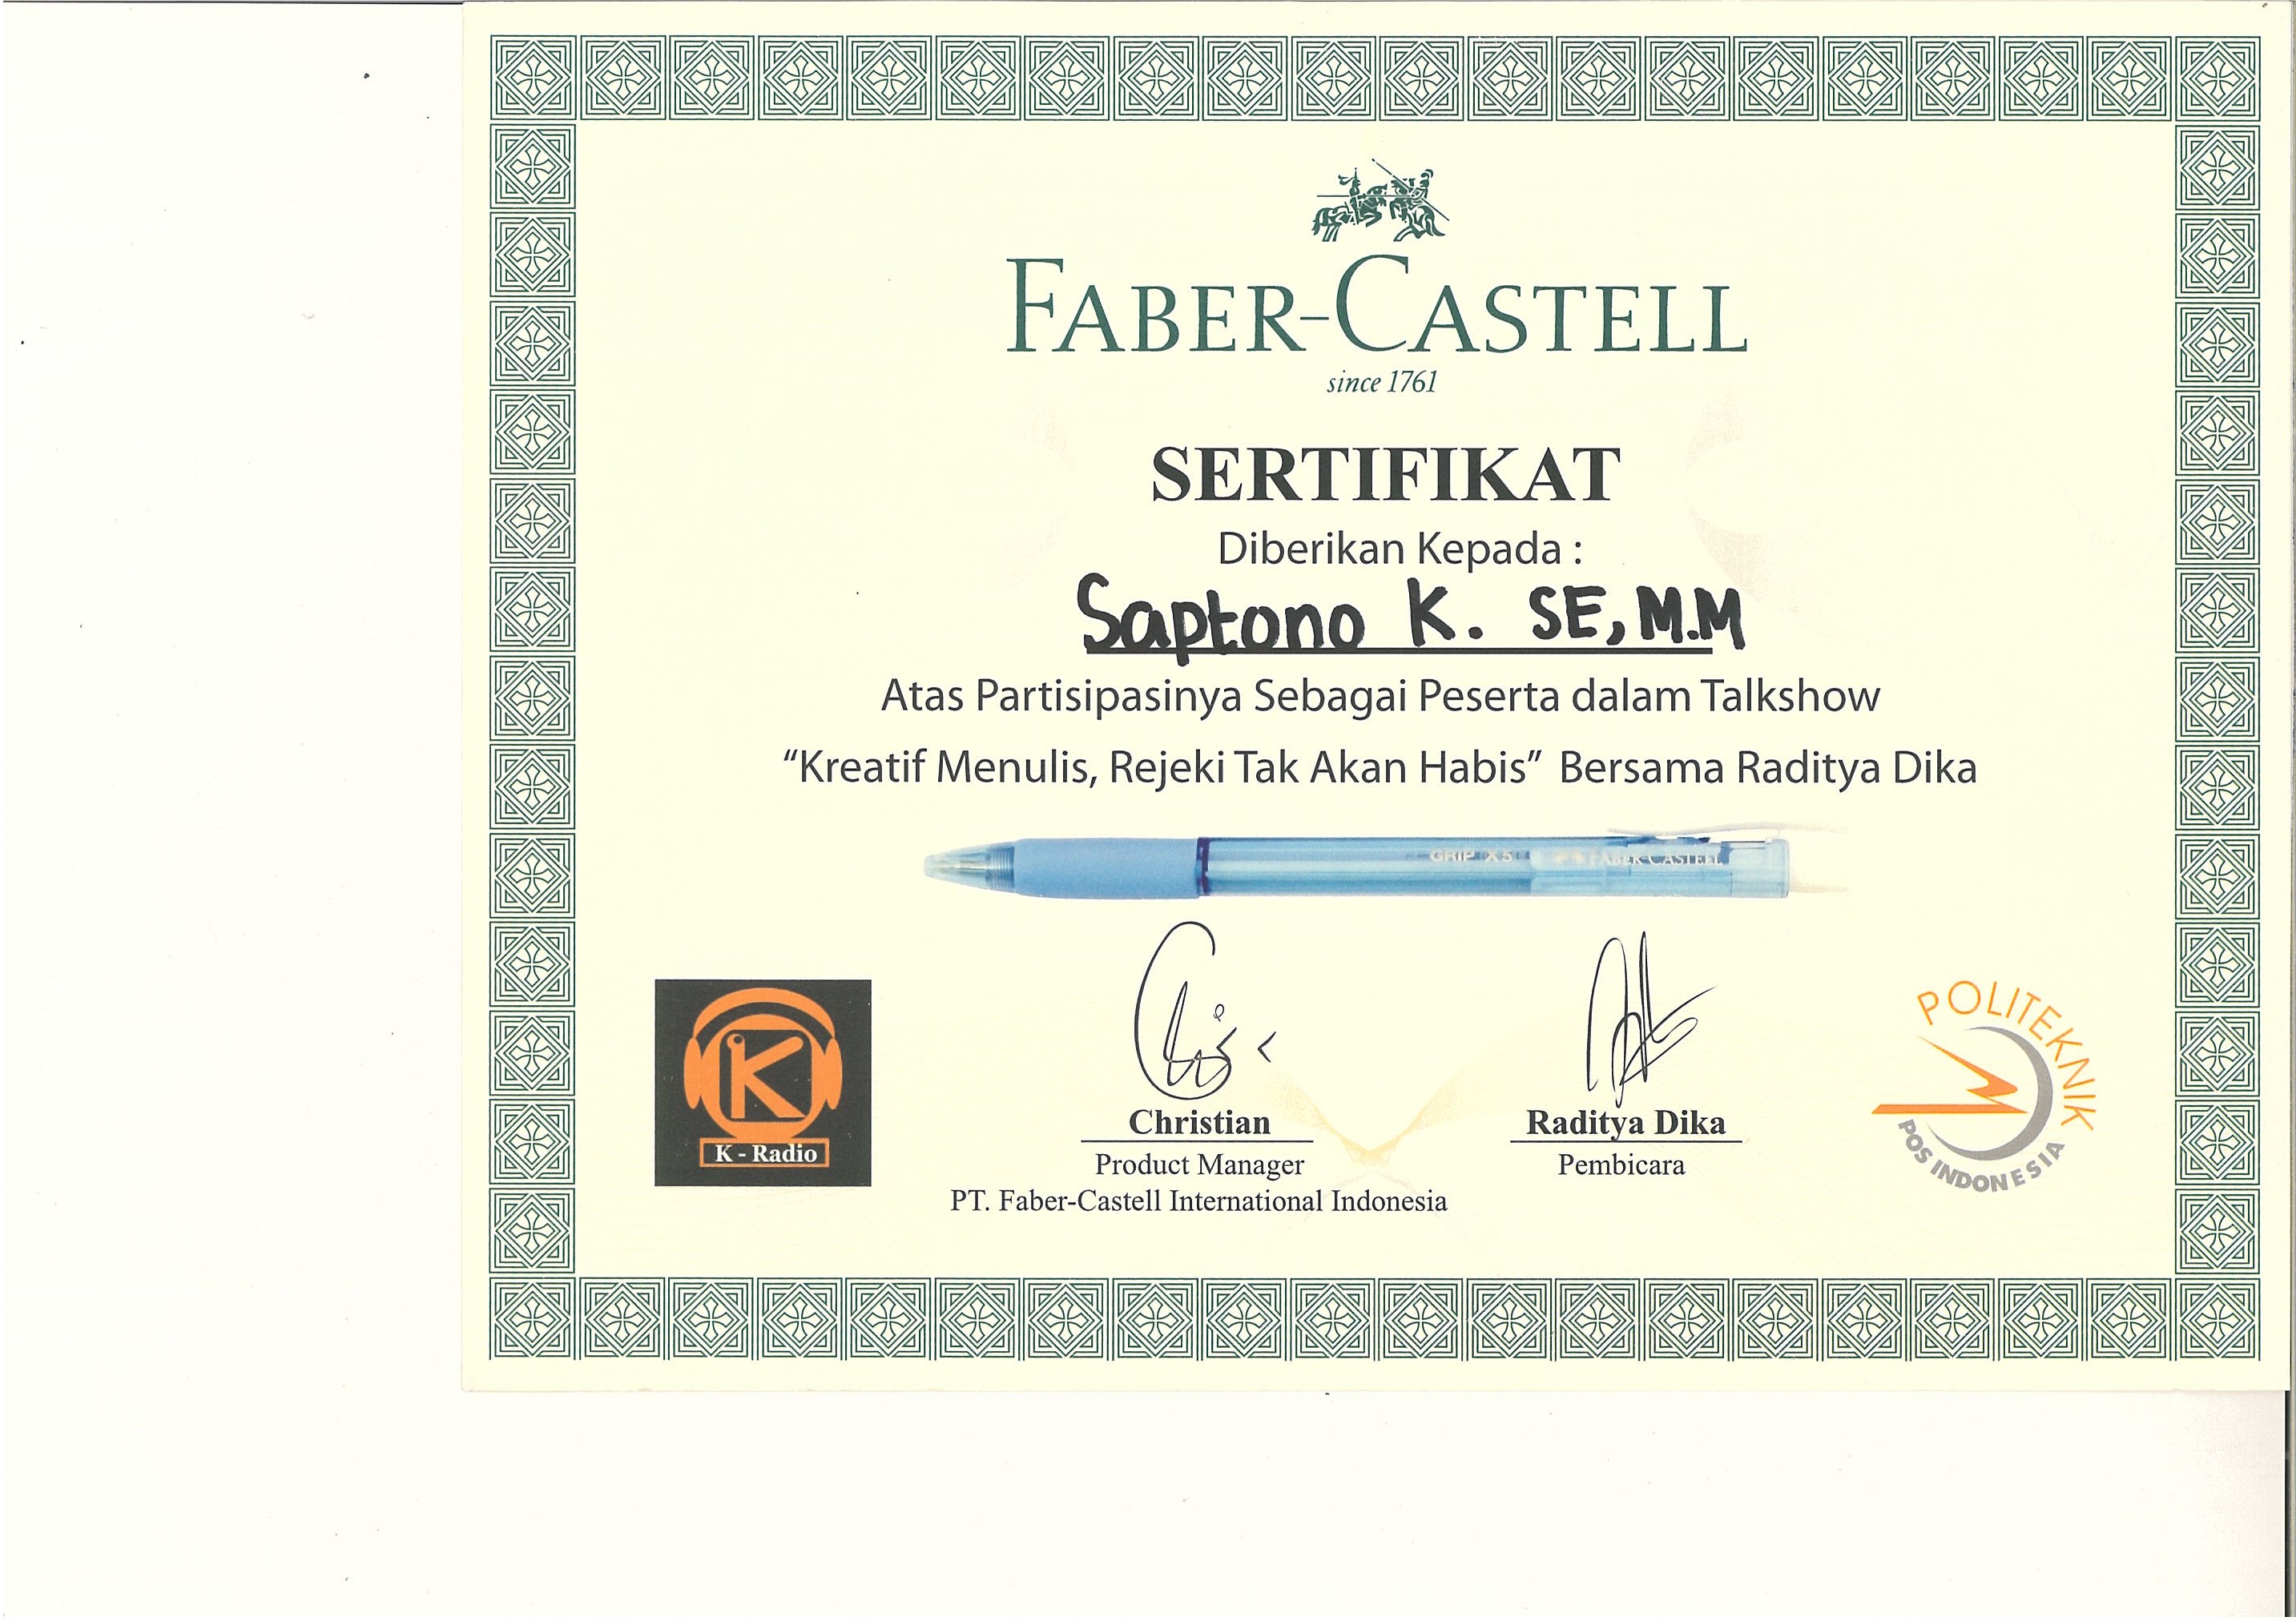 FABER-CASTELL
since 1761
SERTIFIKAT
Diberikan Kepada :
Saptono K. SE, M.M
Atas Partisipasinya Sebagai Peserta dalam Talkshow
“Kreatif Menulis, Rejeki Tak Akan Habis” Bersama Raditya Dika
GRIP X5 FABER-CASTELL
Christian
Product Manager
PT. Faber-Castell International Indonesia
Raditya Dika
Pembicara
K - Radio
POLITEKNIK
POS INDONESIA